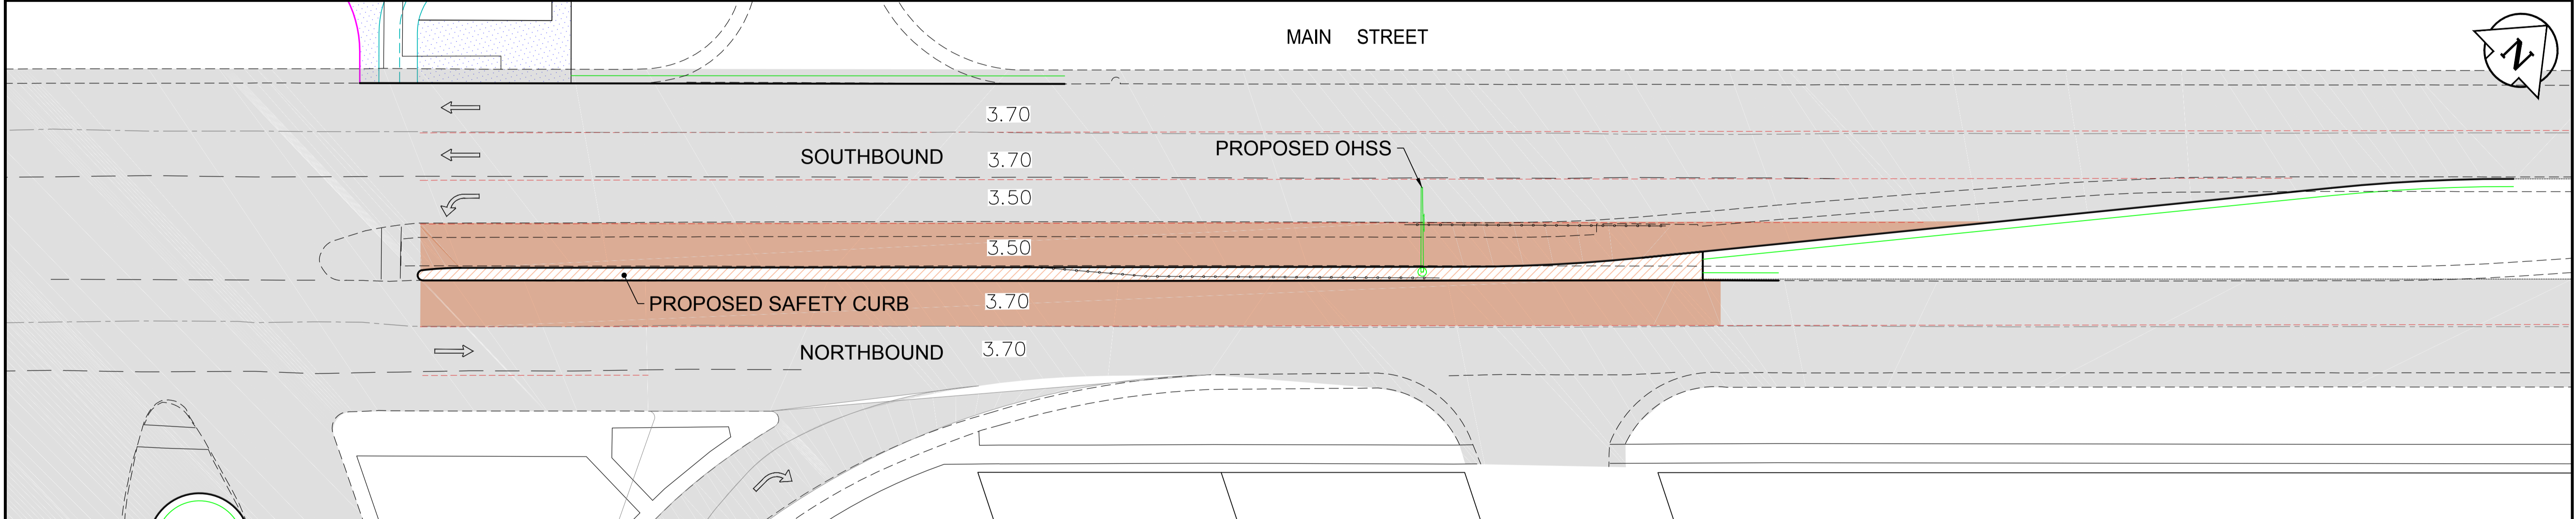 MAIN STREET
N
3.70
SOUTHBOUND
3.70
PROPOSED OHSS
3.50
3.50
PROPOSED SAFETY CURB
3.70
NORTHBOUND
3.70